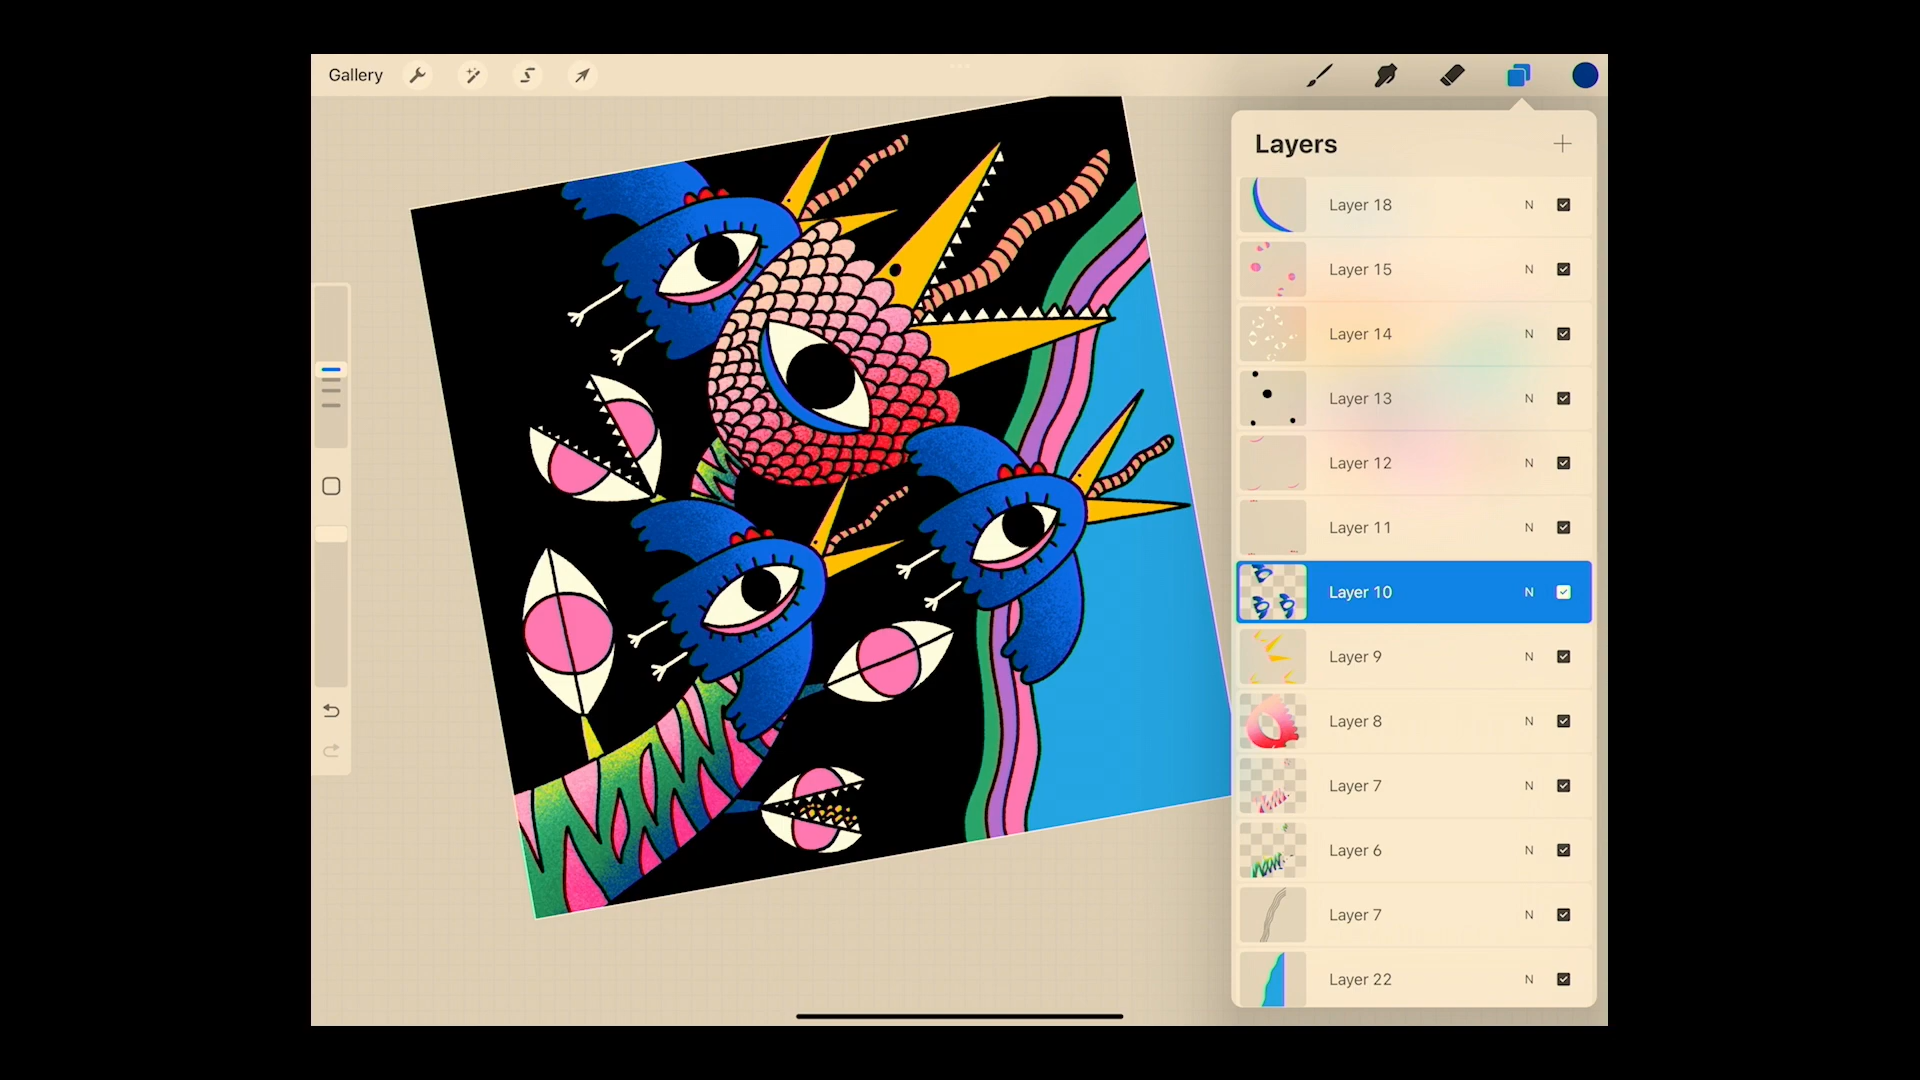 Gallery
Layers
Layer 18 N
Layer 15 N
Layer 14 N
Layer 13 N
Layer 12 N
Layer 11 N
Layer 10 N
Layer 9 N
Layer 8 N
Layer 7 N
Layer 6 N
Layer 7 N
Layer 22 N